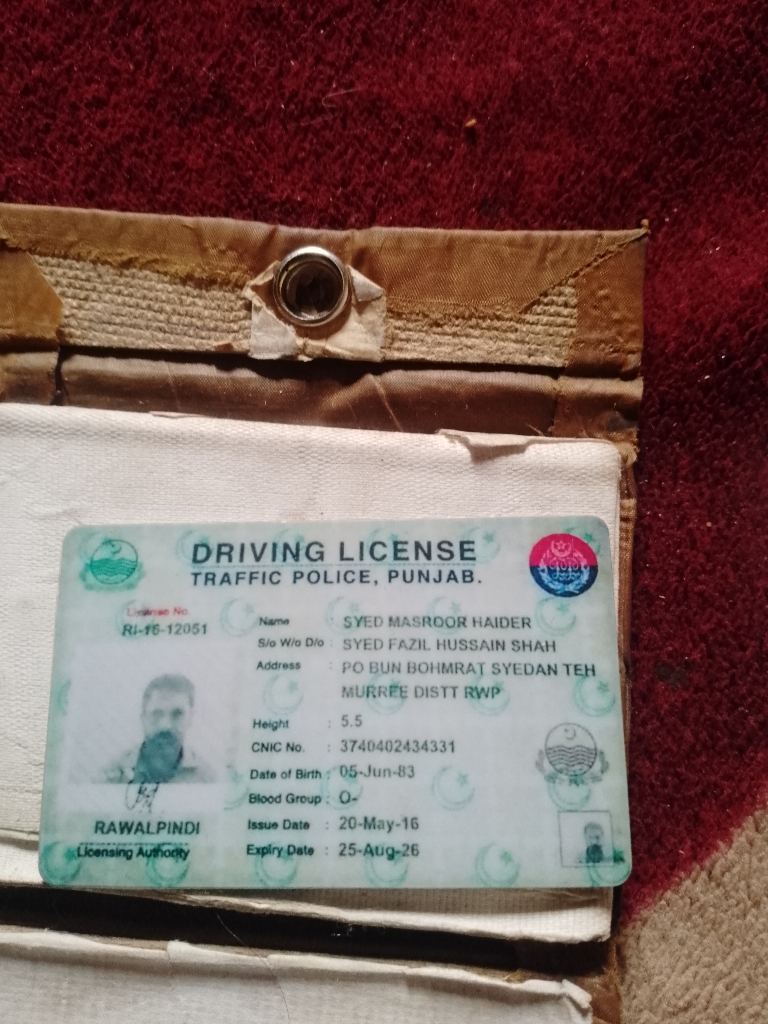 DRIVING LICENSE
TRAFFIC POLICE, PUNJAB.
License No.
RI-16-12051
Name : SYED MASROOR HAIDER
S/o W/o D/o : SYED FAZIL HUSSAIN SHAH
Address : PO BUN BOHMRAT SYEDAN TEH
MURREE DISTT RWP
Height : 5.5
CNIC No. : 3740402434331
Date of Birth : 05-Jun-83
Blood Group : O-
Issue Date : 20-May-16
Expiry Date : 25-Aug-26
RAWALPINDI
Licensing Authority